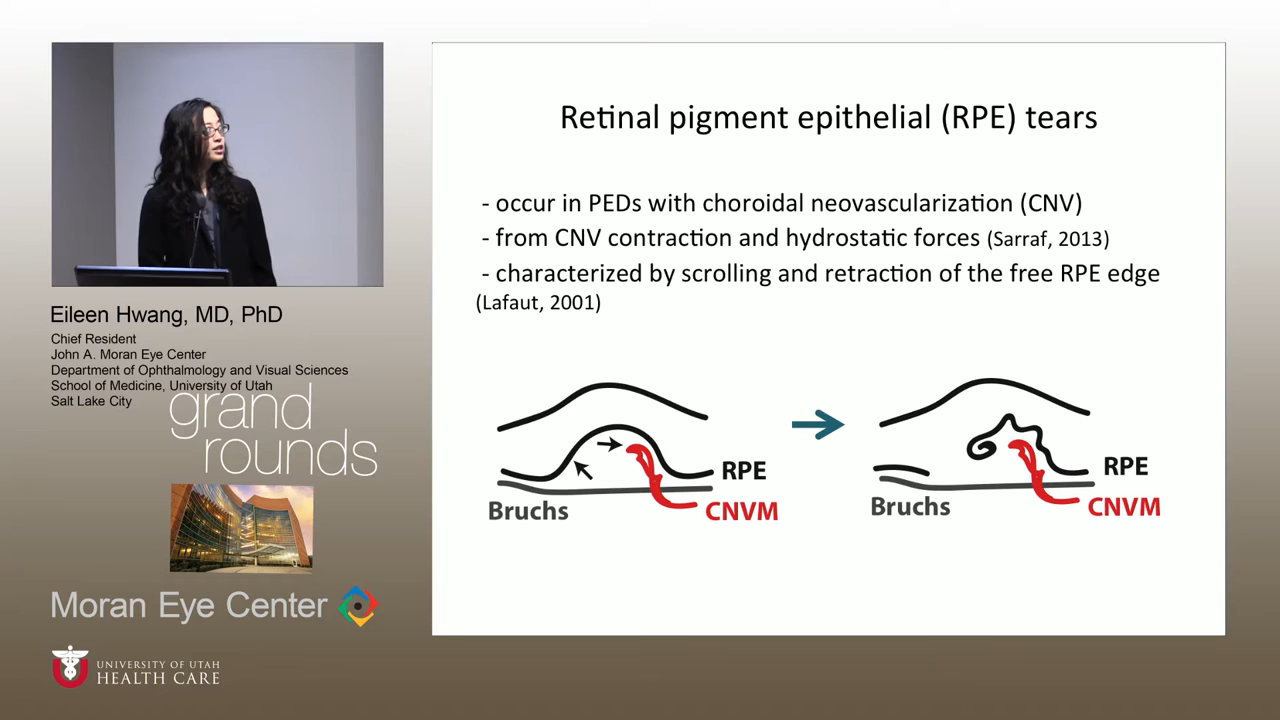 Retinal pigment epithelial (RPE) tears
- occur in PEDs with choroidal neovascularization (CNV)
- from CNV contraction and hydrostatic forces (Sarraf, 2013)
- characterized by scrolling and retraction of the free RPE edge
(Lafaut, 2001)
RPE
Bruchs
CNVM
RPE
Bruchs
CNVM
Eileen Hwang, MD, PhD
Chief Resident
John A. Moran Eye Center
Department of Ophthalmology and Visual Sciences
School of Medicine, University of Utah
Salt Lake City
grand
rounds
Moran Eye Center
UNIVERSITY OF UTAH
HEALTH CARE